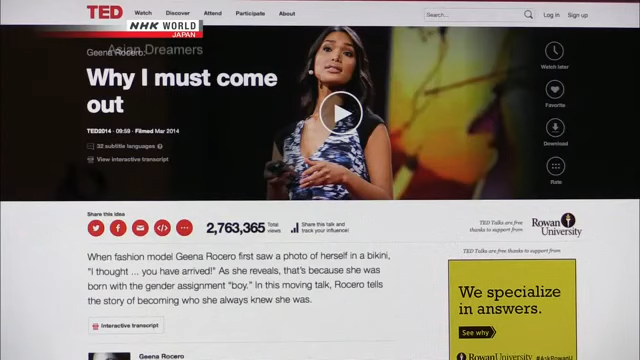 TED
Watch Discover Attend Participate About
Search...
Log in Sign up
NHK WORLD
JAPAN
Asian Dreamers
Geena Rocero:
Why I must come
out
TED2014 · 09:59 · Filmed Mar 2014
32 subtitle languages
View interactive transcript
Watch later
Favorite
Download
Rate
Share this idea
2,763,365 Total views
Share this talk and
track your influence!
TED Talks are free
thanks to support from
Rowan
University
TED Talks are free thanks to support from
When fashion model Geena Rocero first saw a photo of herself in a bikini,
"I thought ... you have arrived!" As she reveals, that's because she was
born with the gender assignment "boy." In this moving talk, Rocero tells
the story of becoming who she always knew she was.
Interactive transcript
We specialize
in answers.
See why
Rowan University #AskRowanU
Geena Rocero